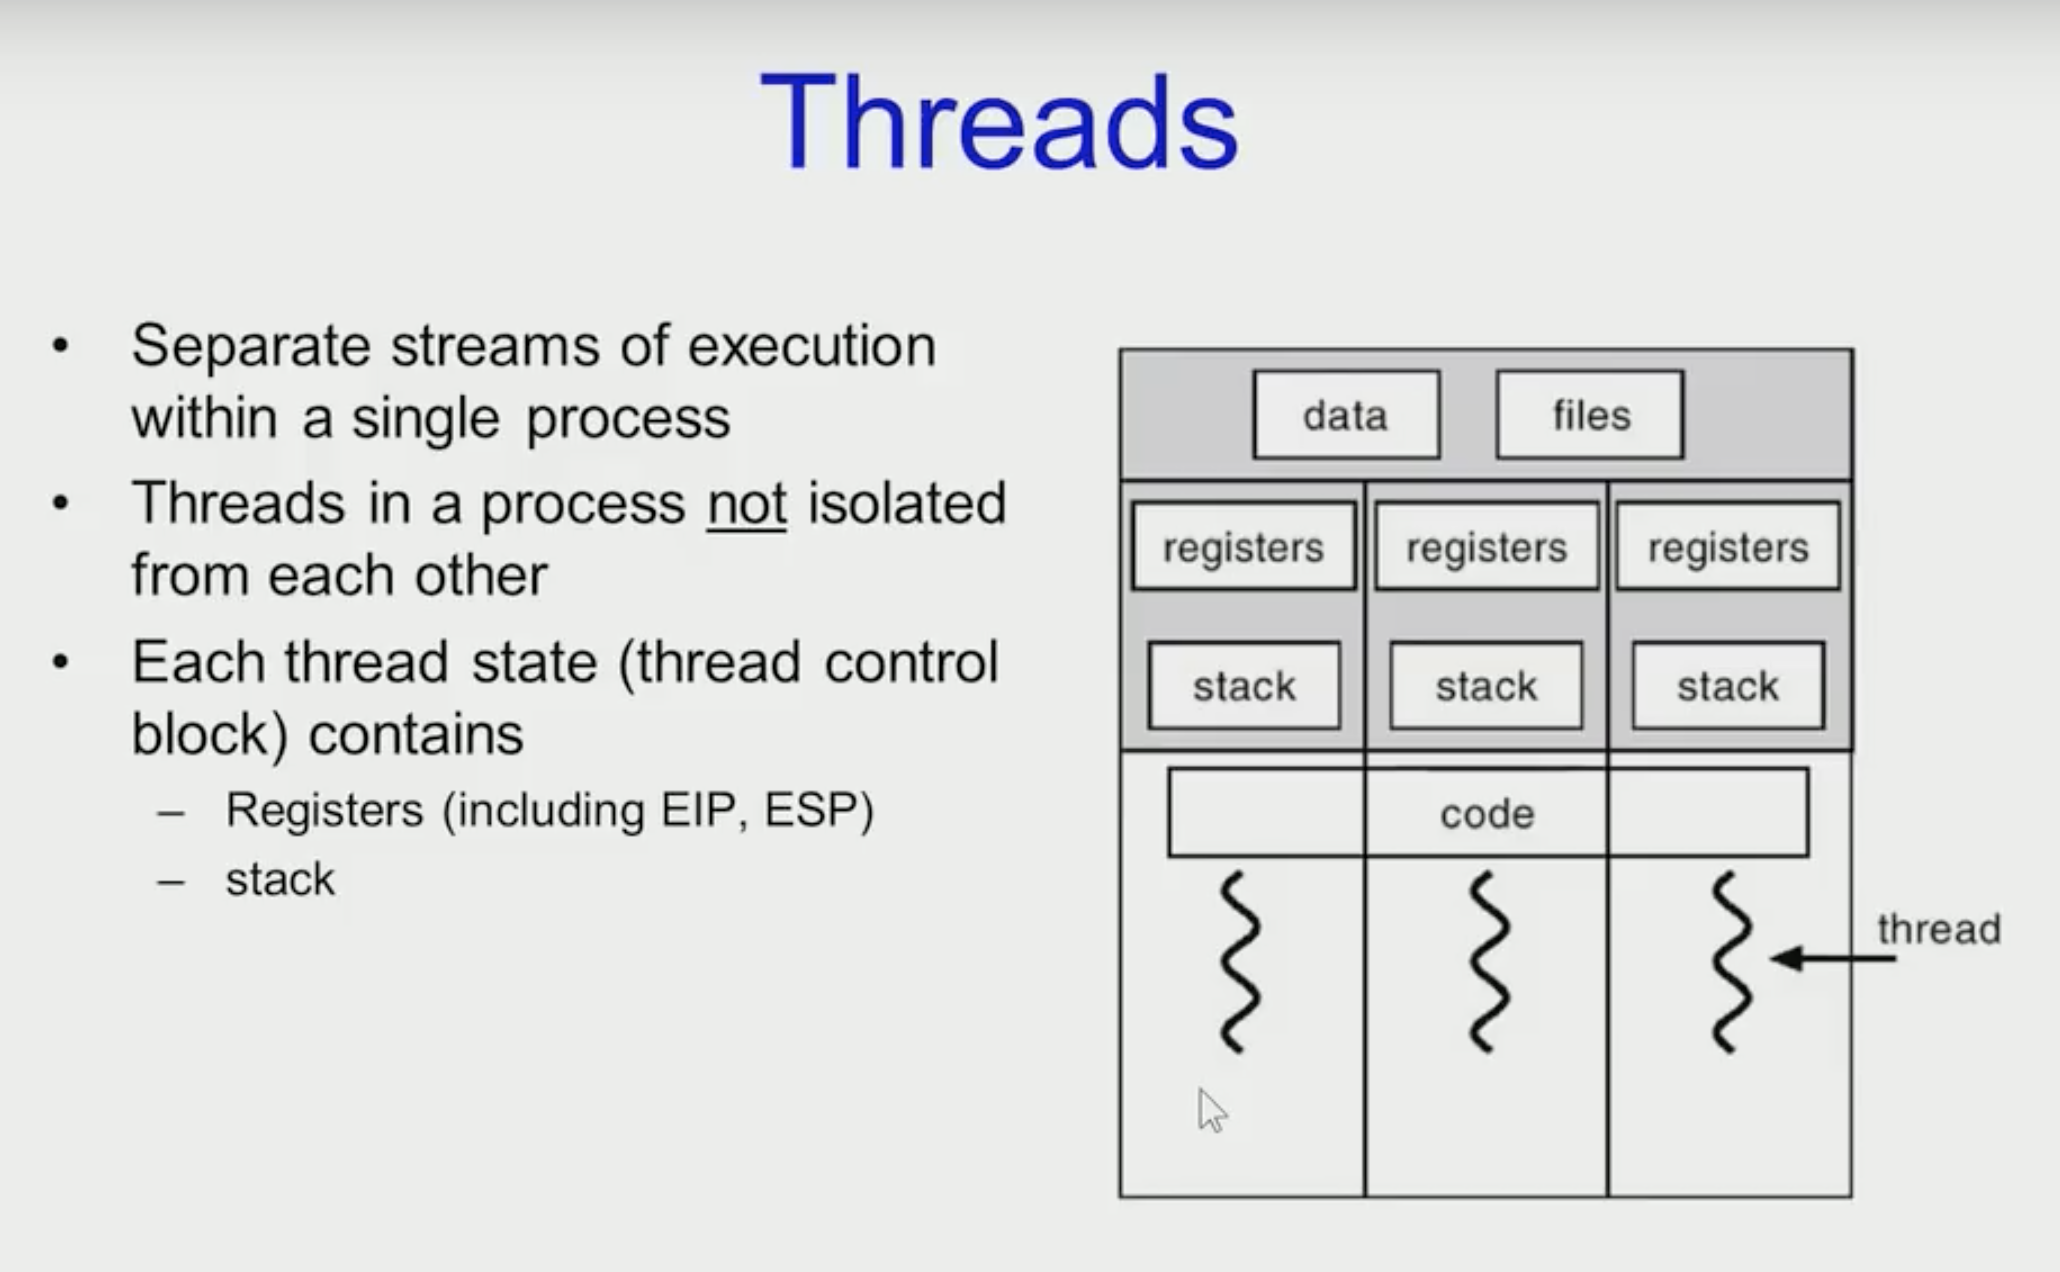 Threads
• Separate streams of execution
within a single process
• Threads in a process not isolated
from each other
• Each thread state (thread control
block) contains
– Registers (including EIP, ESP)
– stack
data files
registers registers registers
stack stack stack
code
thread